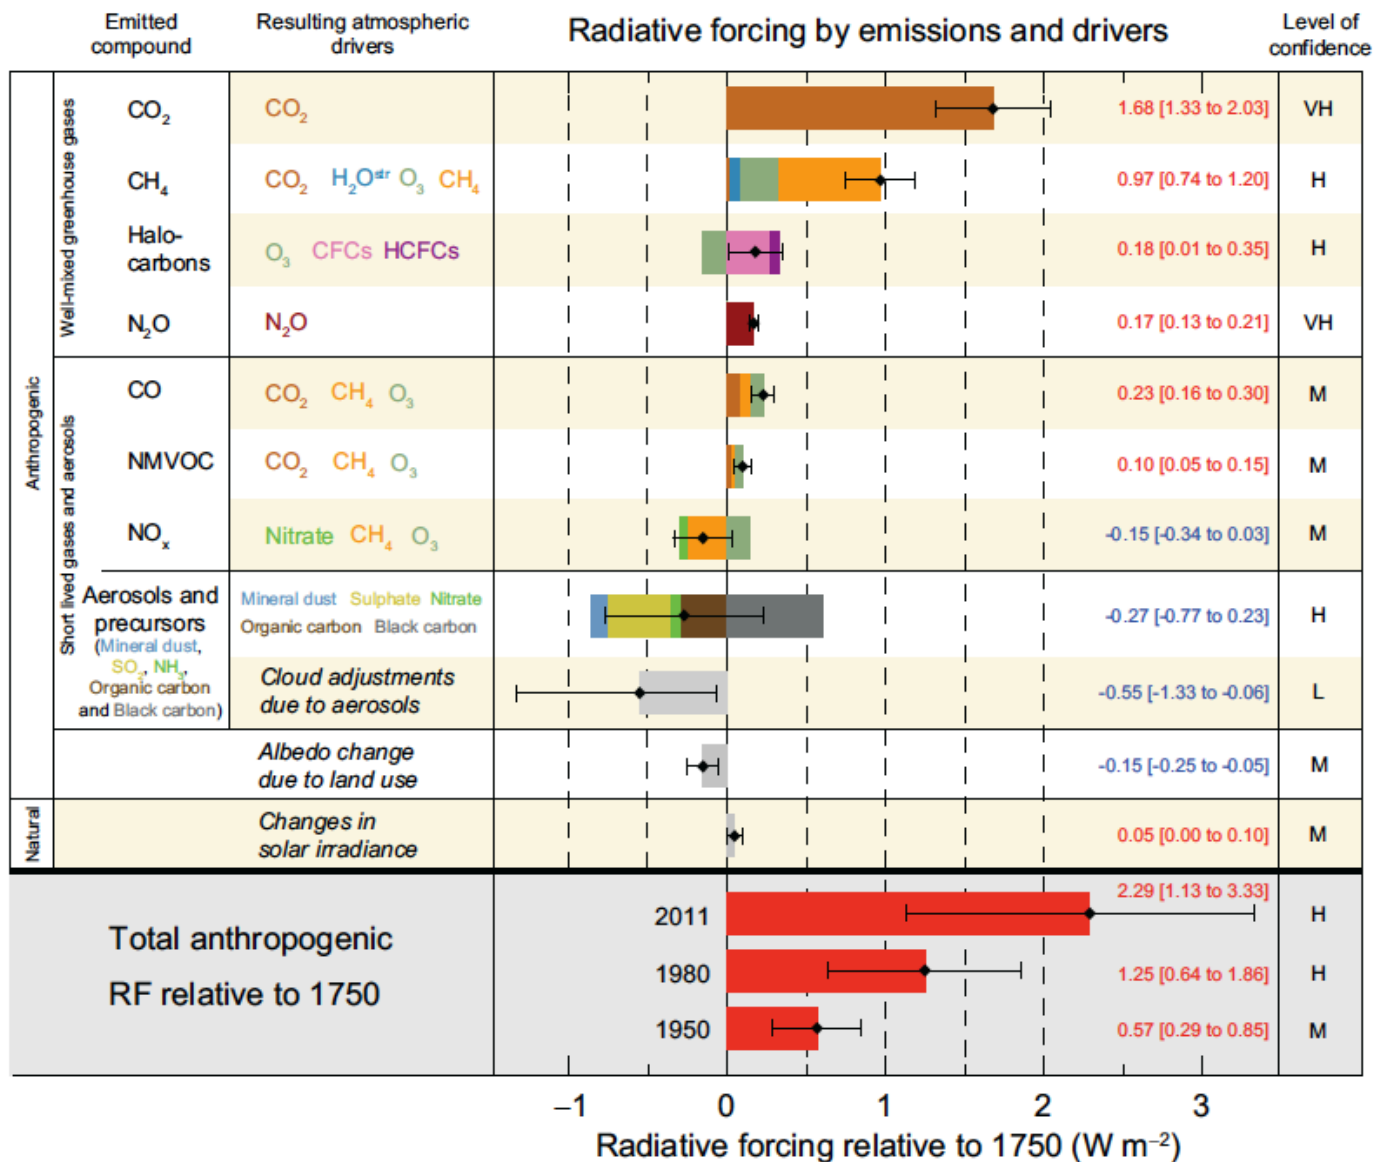 Emitted compound
Resulting atmospheric drivers
Radiative forcing by emissions and drivers
Level of confidence
Anthropogenic
Well-mixed greenhouse gases
CO₂
CO₂
1.68 [1.33 to 2.03]
VH
CH₄
CO₂ H₂Oˢᵗʳ O₃ CH₄
0.97 [0.74 to 1.20]
H
Halo-
carbons
O₃ CFCs HCFCs
0.18 [0.01 to 0.35]
H
N₂O
N₂O
0.17 [0.13 to 0.21]
VH
Short lived gases and aerosols
CO
CO₂ CH₄ O₃
0.23 [0.16 to 0.30]
M
NMVOC
CO₂ CH₄ O₃
0.10 [0.05 to 0.15]
M
NOₓ
Nitrate CH₄ O₃
-0.15 [-0.34 to 0.03]
M
Aerosols and
precursors
(Mineral dust,
SO₂, NH₃,
Organic carbon
and Black carbon)
Mineral dust Sulphate Nitrate
Organic carbon Black carbon
-0.27 [-0.77 to 0.23]
H
Cloud adjustments
due to aerosols
-0.55 [-1.33 to -0.06]
L
Albedo change
due to land use
-0.15 [-0.25 to -0.05]
M
Natural
Changes in
solar irradiance
0.05 [0.00 to 0.10]
M
Total anthropogenic
RF relative to 1750
2011
2.29 [1.13 to 3.33]
H
1980
1.25 [0.64 to 1.86]
H
1950
0.57 [0.29 to 0.85]
M
−1 0 1 2 3
Radiative forcing relative to 1750 (W m⁻²)